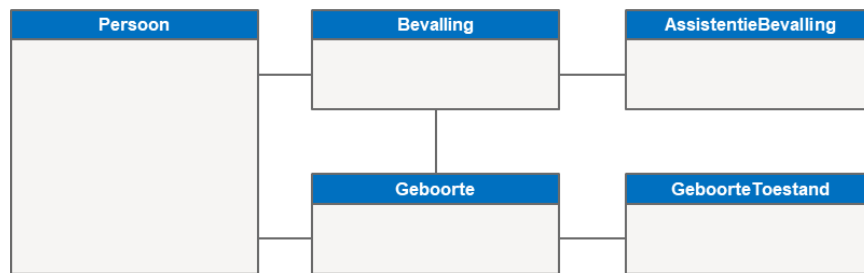 Persoon
Bevalling
AssistentieBevalling
Geboorte
GeboorteToestand